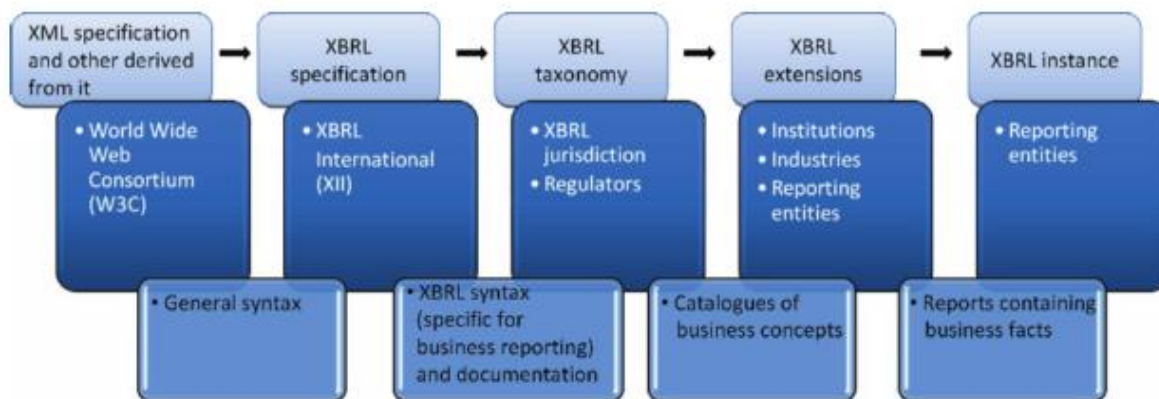 XML specification
and other derived
from it
XBRL
specification
XBRL
taxonomy
XBRL
extensions
XBRL instance
• World Wide
Web
Consortium
(W3C)
• XBRL
International
(XII)
• XBRL
jurisdiction
• Regulators
• Institutions
• Industries
• Reporting
entities
• Reporting
entities
• General syntax
• XBRL syntax
(specific for
business reporting)
and documentation
• Catalogues of
business concepts
• Reports containing
business facts